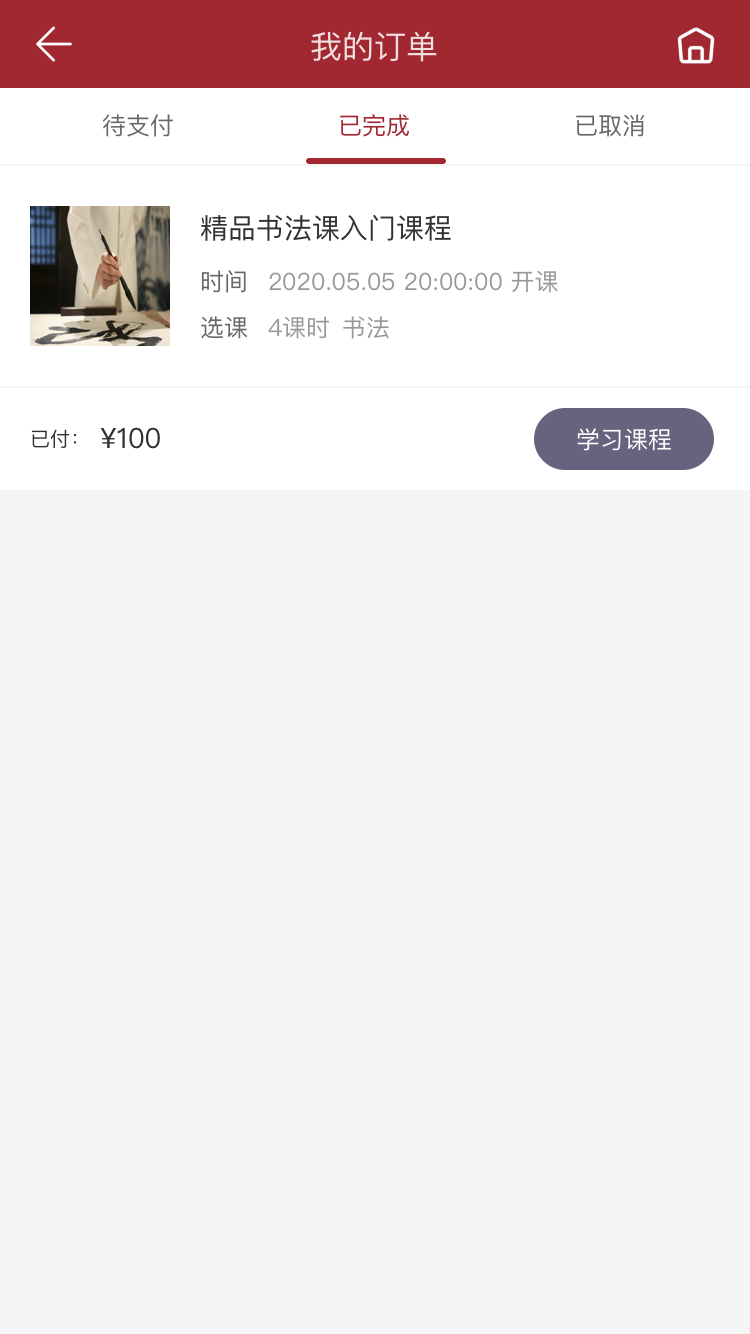 我的订单
待支付 已完成 已取消
精品书法课入门课程
时间 2020.05.05 20:00:00 开课
选课 4课时 书法
已付: ¥100 学习课程